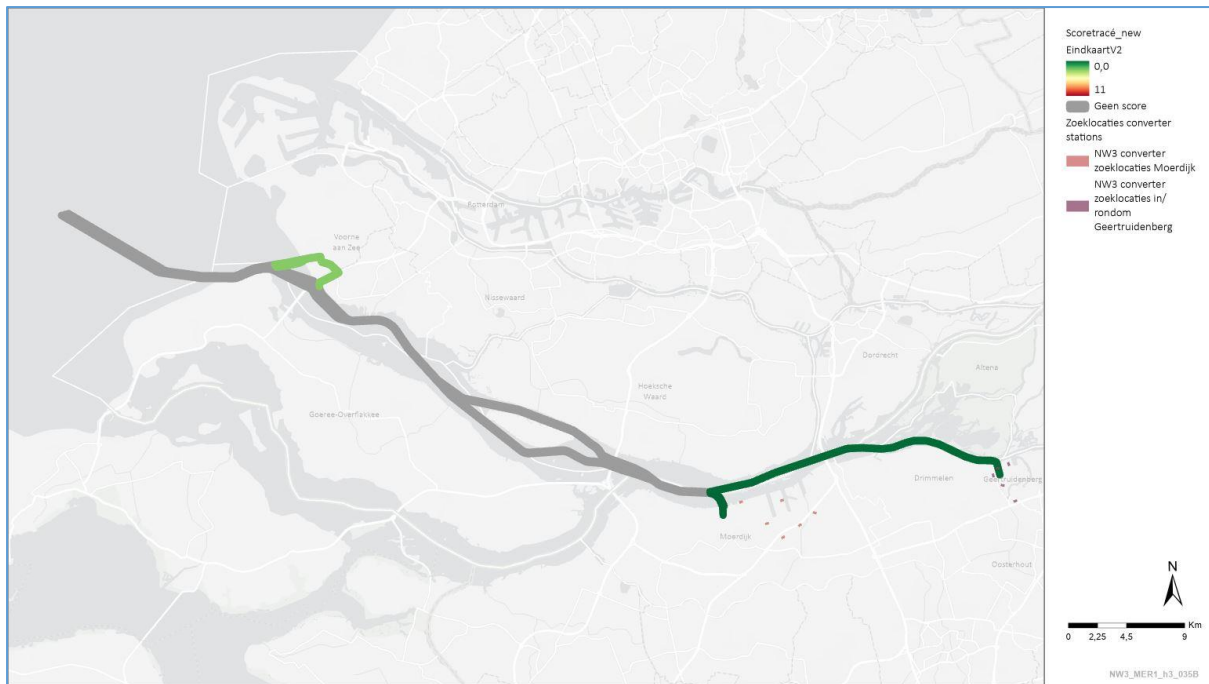 Scoretracé_new
EindkaartV2
0,0
11
Geen score
Zoeklocaties converter
stations
NW3 converter
zoeklocaties Moerdijk
NW3 converter
zoeklocaties in/
rondom
Geertruidenberg
Rotterdam
Voorne
aan Zee
Nissewaard
Dordrecht
Altena
Hoeksche
Waard
Goeree-Overflakkee
Drimmelen
Geertruidenberg
Moerdijk
Oosterhout
N
Km
0 2,25 4,5 9
NW3_MER1_h3_035B